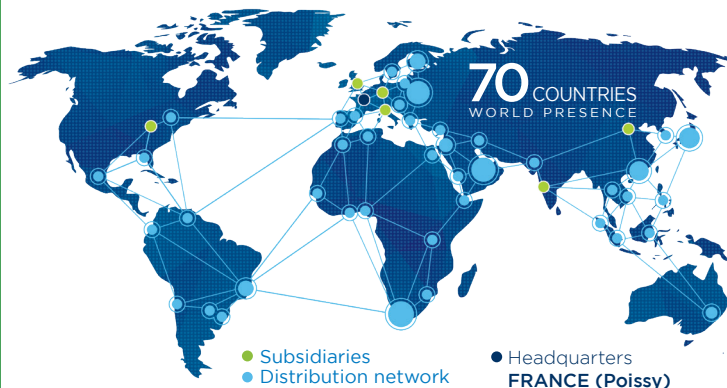 70 COUNTRIES
WORLD PRESENCE
Subsidiaries
Distribution network
Headquarters
FRANCE (Poissy)